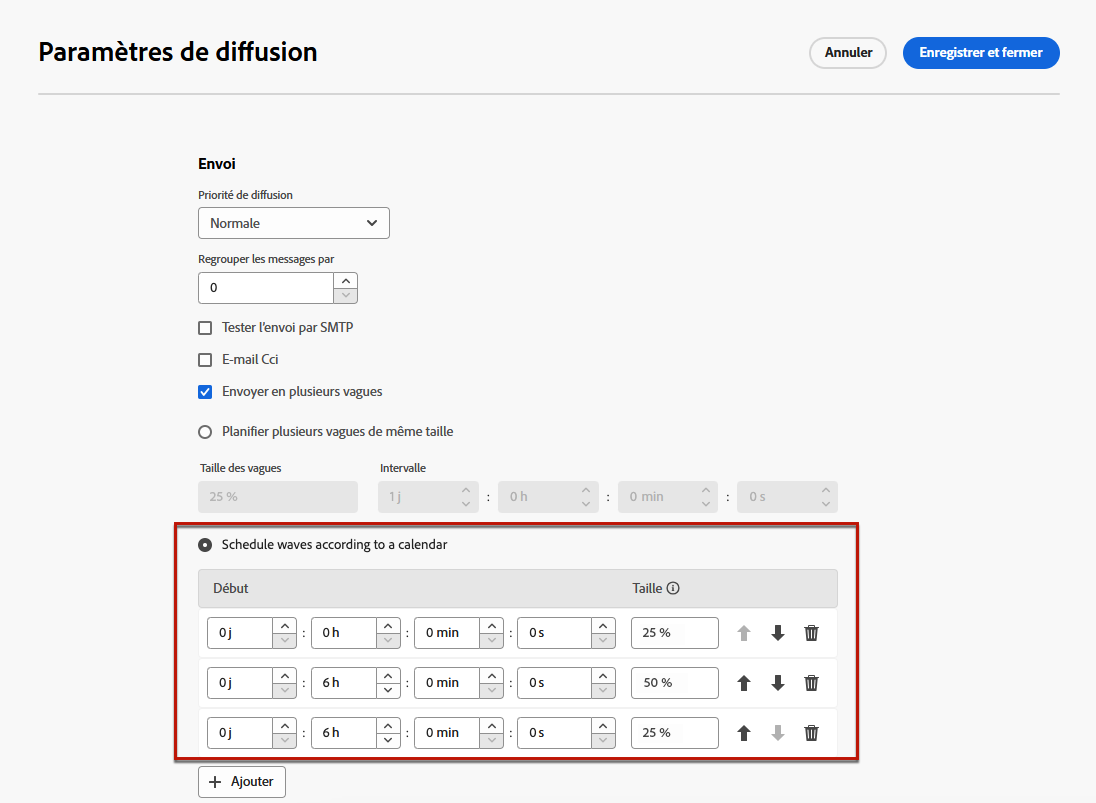 Paramètres de diffusion
Annuler
Enregistrer et fermer
Envoi
Priorité de diffusion
Normale
Regrouper les messages par
0
Tester l'envoi par SMTP
E-mail Cci
Envoyer en plusieurs vagues
Planifier plusieurs vagues de même taille
Taille des vagues Intervalle
25 % 1 j : 0 h : 0 min : 0 s
Schedule waves according to a calendar
Début Taille
0 j : 0 h : 0 min : 0 s 25 %
0 j : 6 h : 0 min : 0 s 50 %
0 j : 6 h : 0 min : 0 s 25 %
+ Ajouter